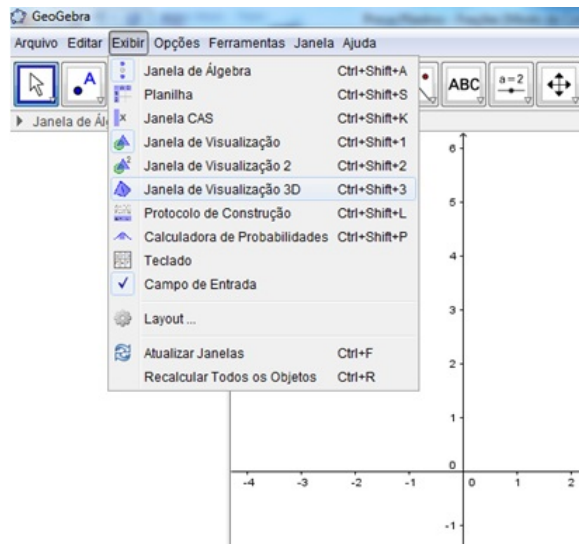 GeoGebra
Arquivo Editar Exibir Opções Ferramentas Janela Ajuda
A ABC a=2
Janela de Ál
Janela de Álgebra Ctrl+Shift+A
Planilha Ctrl+Shift+S
Janela CAS Ctrl+Shift+K
Janela de Visualização Ctrl+Shift+1
Janela de Visualização 2 Ctrl+Shift+2
Janela de Visualização 3D Ctrl+Shift+3
Protocolo de Construção Ctrl+Shift+L
Calculadora de Probabilidades Ctrl+Shift+P
Teclado
Campo de Entrada
Layout ...
Atualizar Janelas Ctrl+F
Recalcular Todos os Objetos Ctrl+R
6
5
4
3
2
1
0
-4 -3 -2 -1 0 1 2
-1